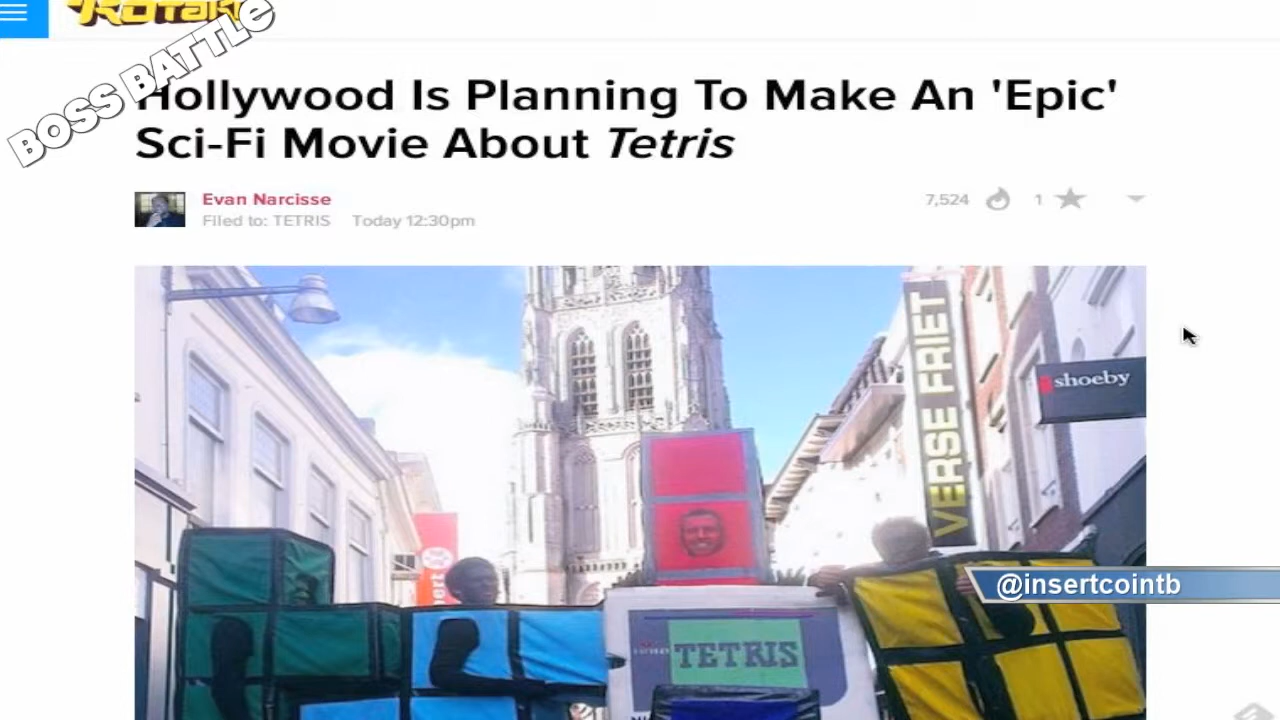 Kotaku
BOSS BATTLE
Hollywood Is Planning To Make An 'Epic'
Sci-Fi Movie About Tetris
Evan Narcisse
7,524
1
Filed to: TETRIS
Today 12:30pm
VERSE FRIET
shoeby
@insertcointb
TETRIS